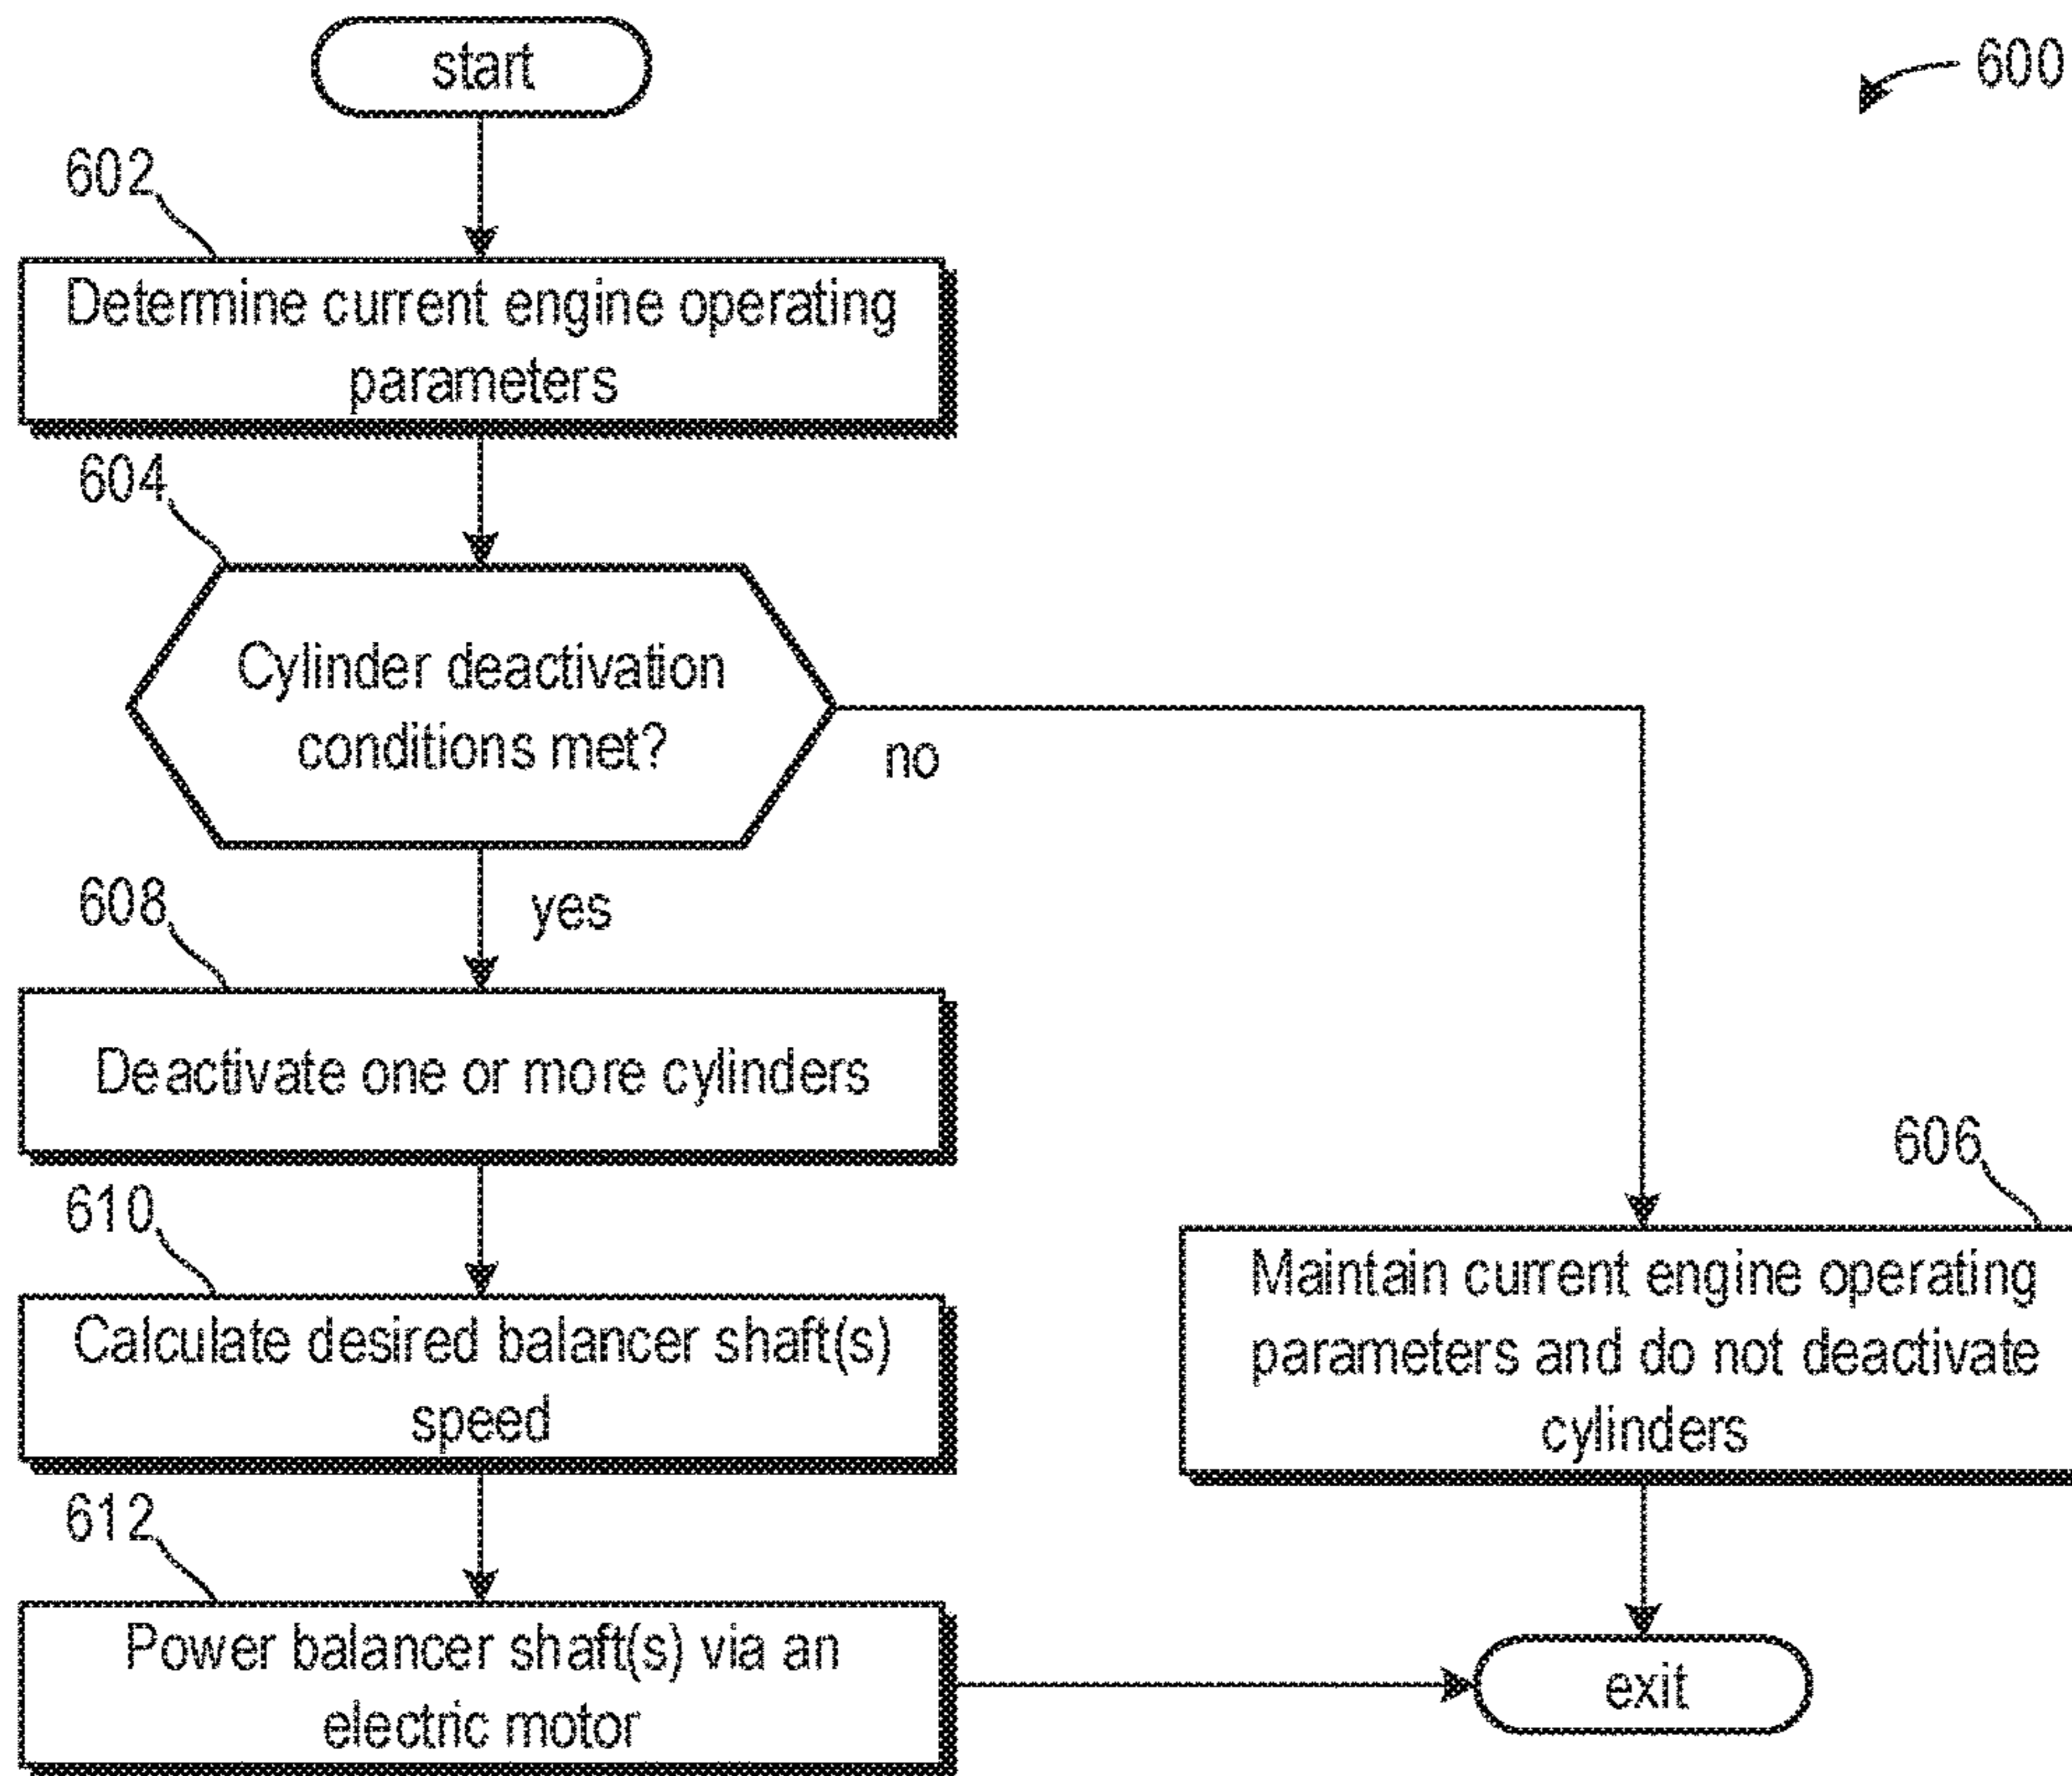 start
600
602
Determine current engine operating
parameters
604
Cylinder deactivation
conditions met?
no
yes
608
Deactivate one or more cylinders
606
Maintain current engine operating
parameters and do not deactivate
cylinders
610
Calculate desired balancer shaft(s)
speed
612
Power balancer shaft(s) via an
electric motor
exit